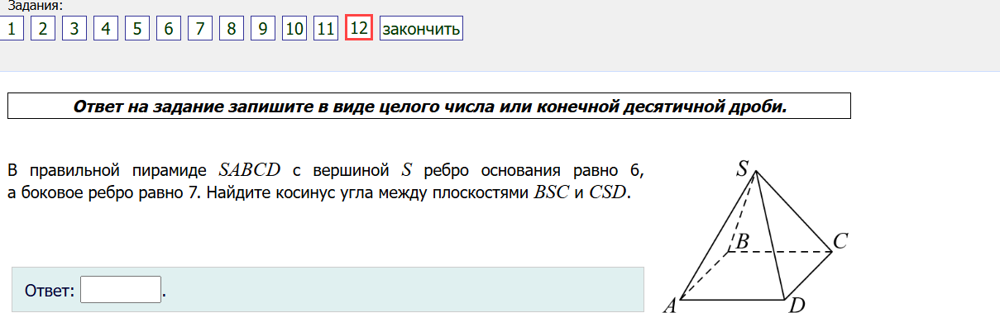 Задания:
1 2 3 4 5 6 7 8 9 10 11 12 закончить
Ответ на задание запишите в виде целого числа или конечной десятичной дроби.
В правильной пирамиде SABCD с вершиной S ребро основания равно 6,
а боковое ребро равно 7. Найдите косинус угла между плоскостями BSC и CSD.
S
B
C
A
D
Ответ: .